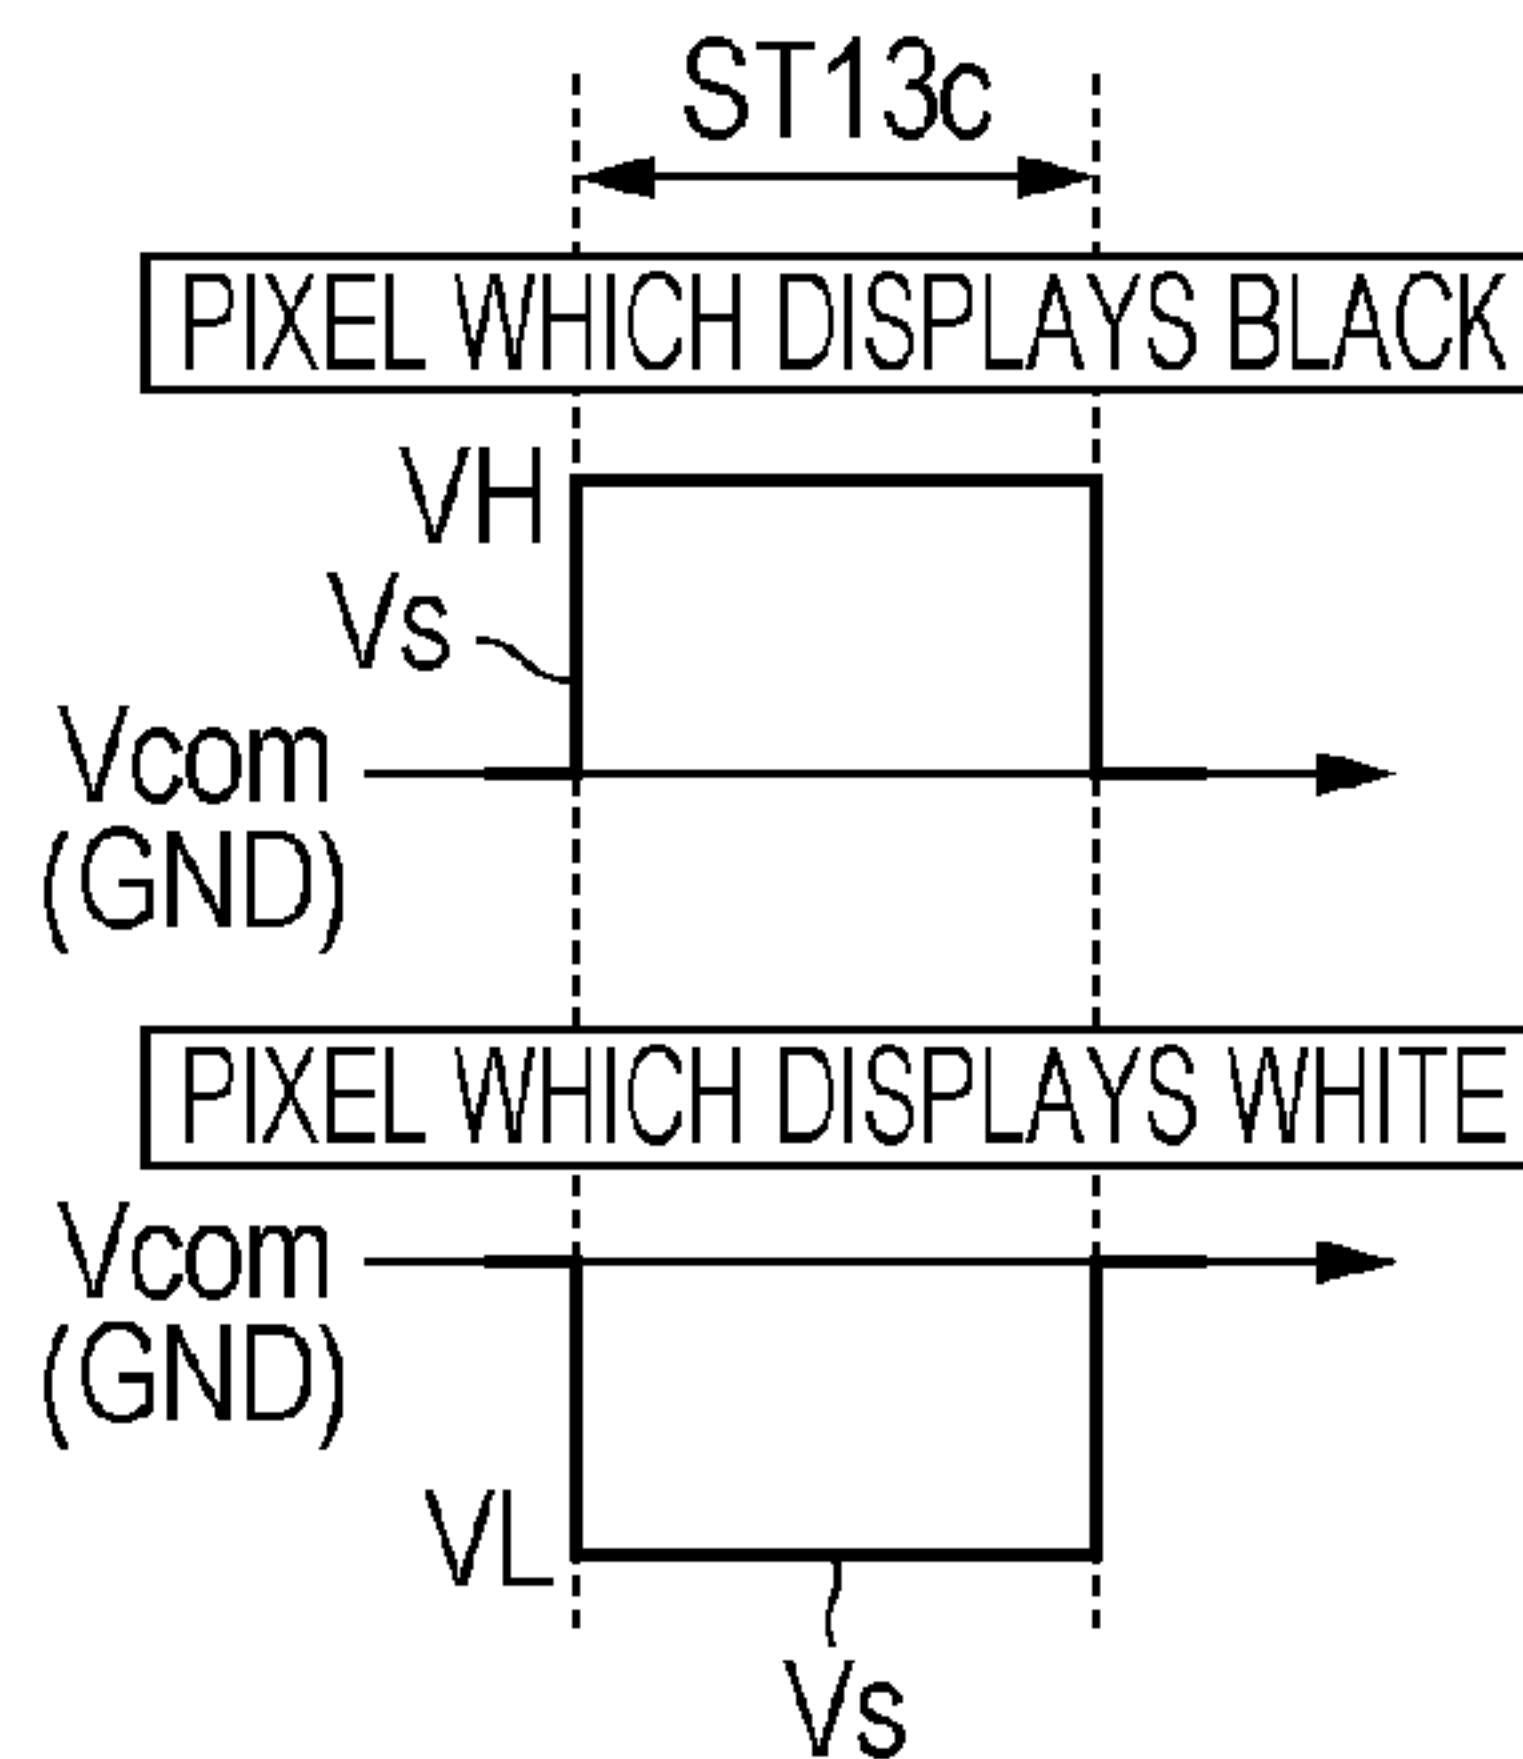 ST13c
PIXEL WHICH DISPLAYS BLACK
VH
Vs
Vcom
(GND)
PIXEL WHICH DISPLAYS WHITE
Vcom
(GND)
VL
Vs